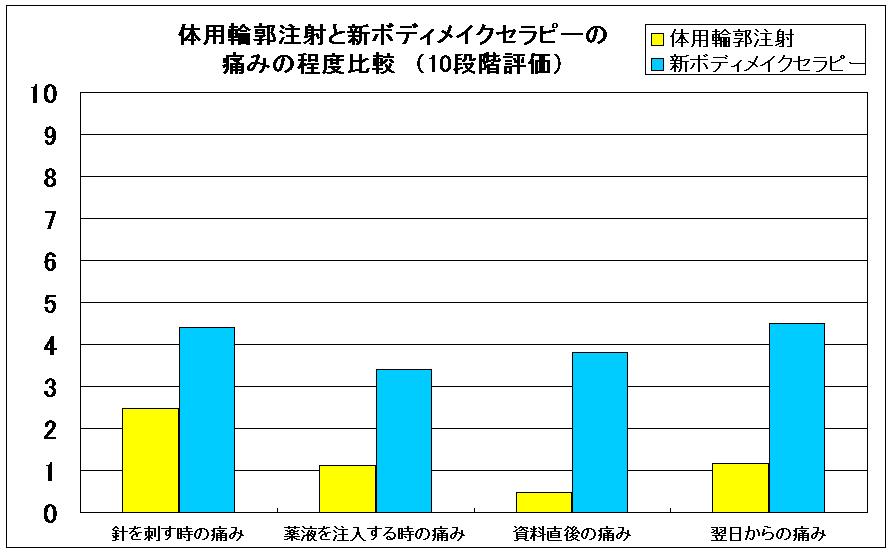 体用輪郭注射と新ボディメイクセラピーの
痛みの程度比較 (10段階評価)
体用輪郭注射
新ボディメイクセラピー
10
9
8
7
6
5
4
3
2
1
0
針を刺す時の痛み
薬液を注入する時の痛み
資料直後の痛み
翌日からの痛み